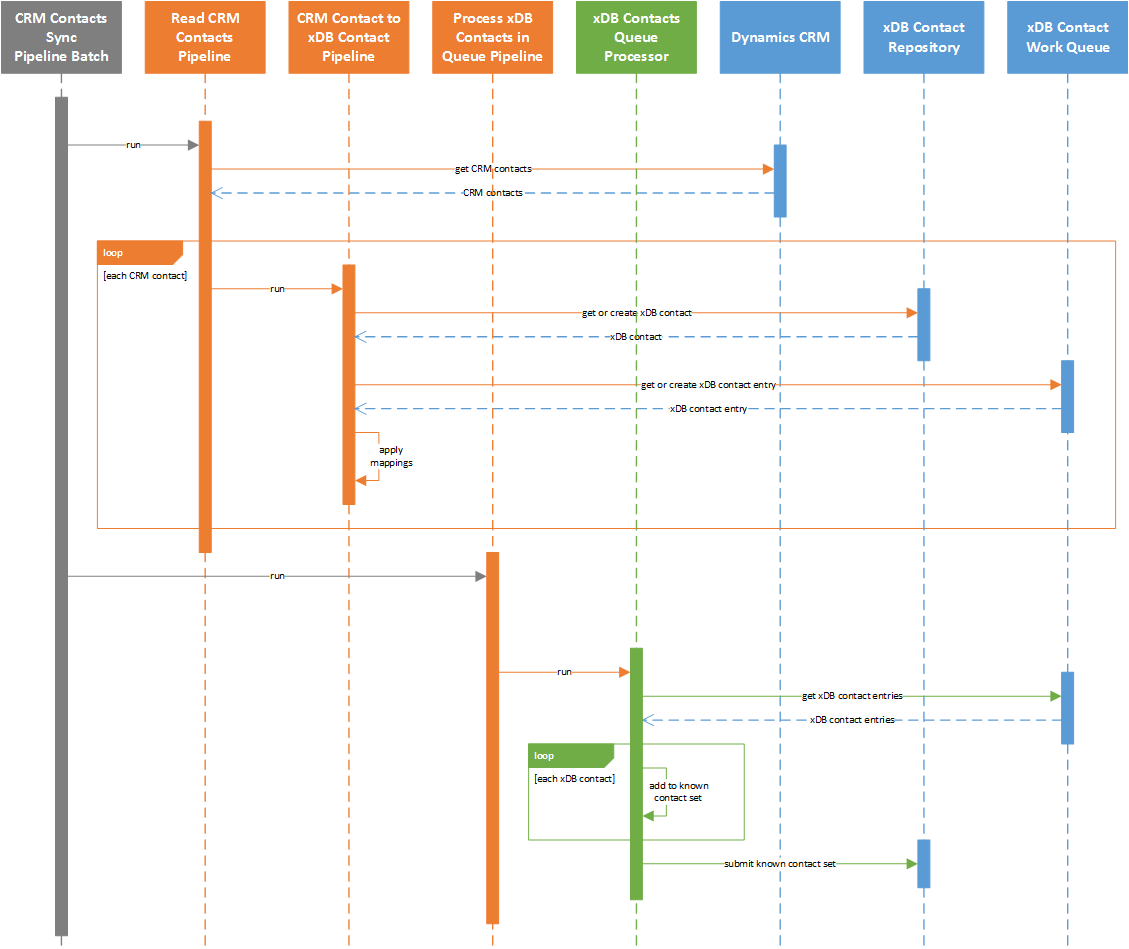 CRM Contacts
Sync
Pipeline Batch
Read CRM
Contacts
Pipeline
CRM Contact to
xDB Contact
Pipeline
Process xDB
Contacts in
Queue Pipeline
xDB Contacts
Queue
Processor
Dynamics CRM
xDB Contact
Repository
xDB Contact
Work Queue
run
get CRM contacts
CRM contacts
loop
[each CRM contact]
run
get or create xDB contact
xDB contact
get or create xDB contact entry
xDB contact entry
apply
mappings
run
run
get xDB contact entries
xDB contact entries
loop
[each xDB contact]
add to known
contact set
submit known contact set